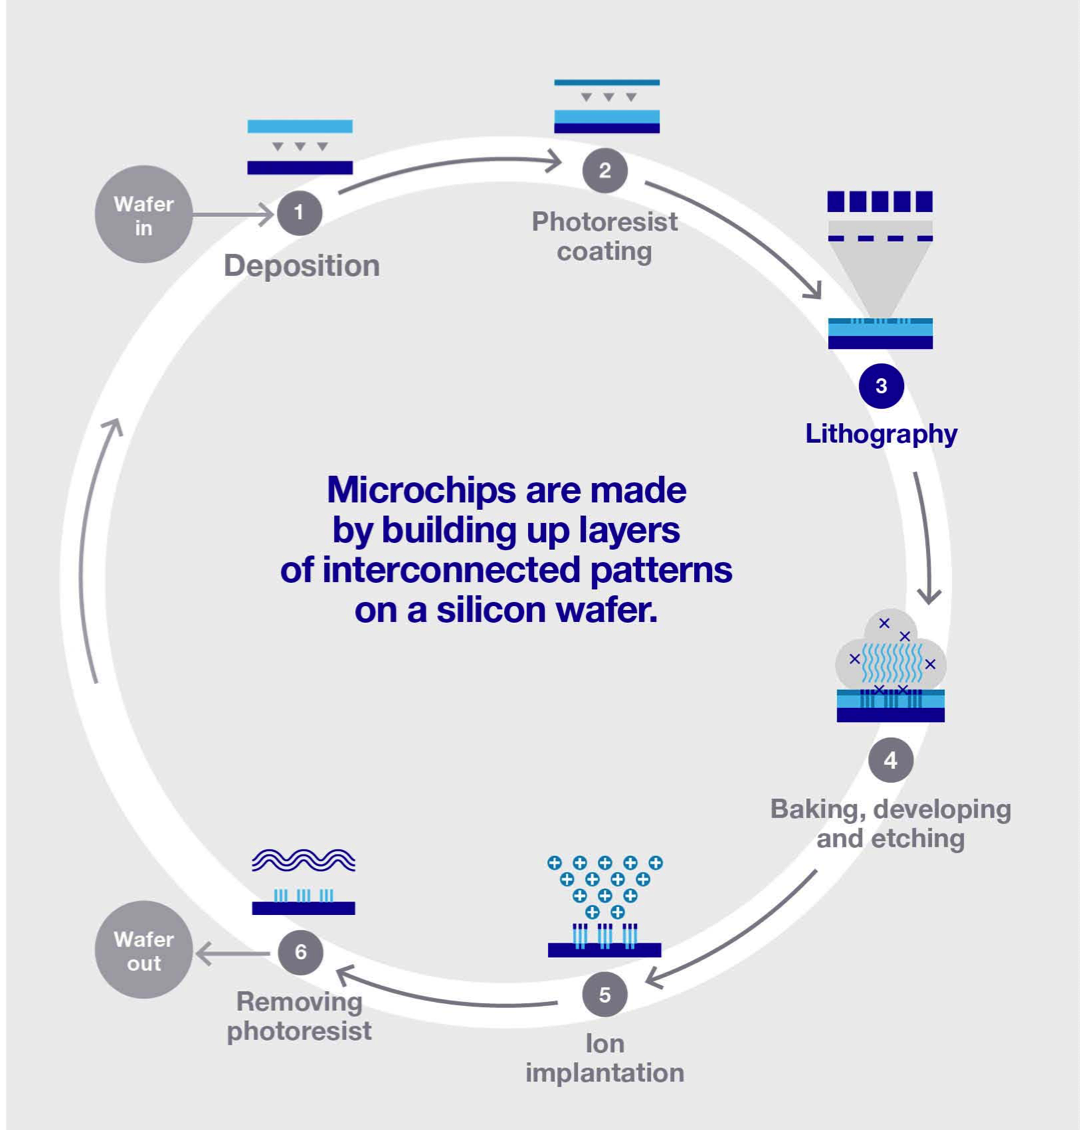 Wafer
in
1
Deposition
2
Photoresist
coating
3
Lithography
Microchips are made
by building up layers
of interconnected patterns
on a silicon wafer.
4
Baking, developing
and etching
5
Ion
implantation
6
Removing
photoresist
Wafer
out